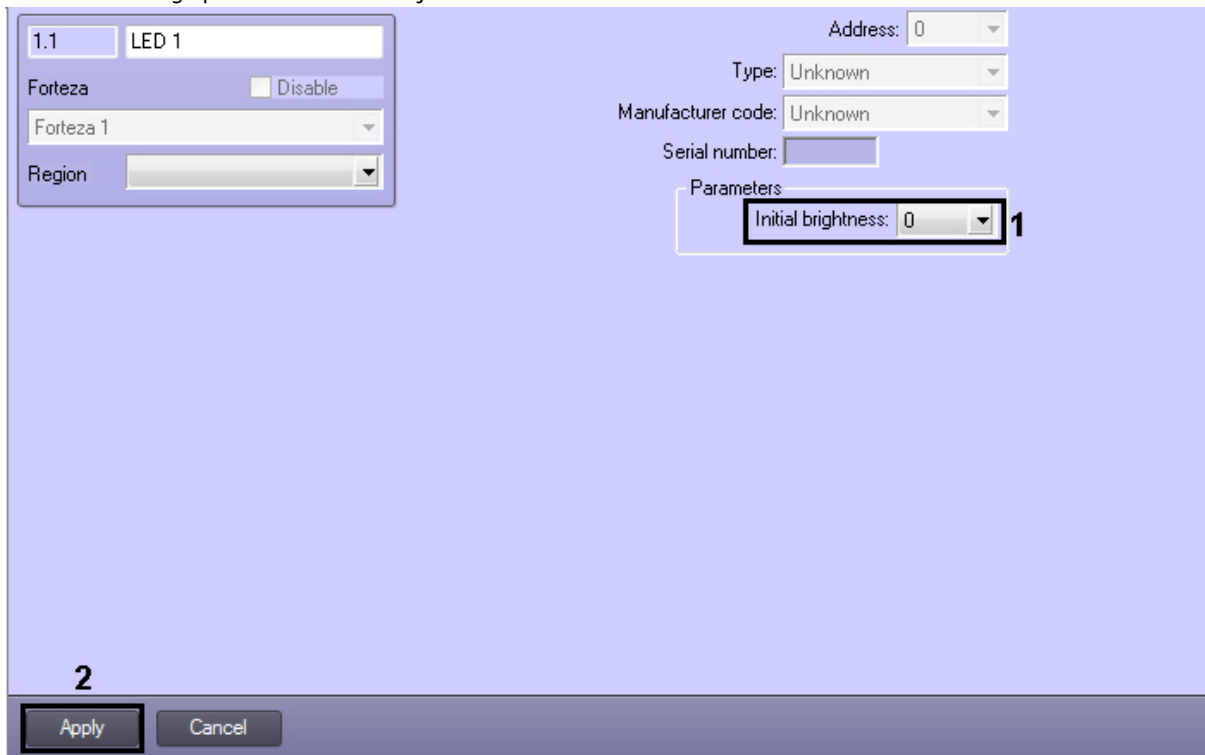 1.1 LED 1
Forteza Disable
Forteza 1
Region
Address: 0
Type: Unknown
Manufacturer code: Unknown
Serial number:
Parameters
Initial brightness: 0 1
2
Apply Cancel